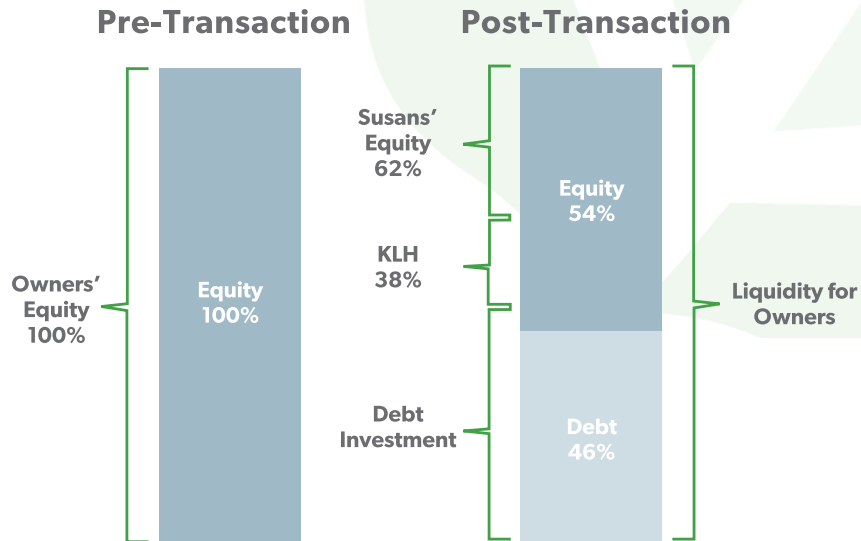 Pre-Transaction
Post-Transaction
Owners’
Equity
100%
Equity
100%
Susans’
Equity
62%
KLH
38%
Debt
Investment
Equity
54%
Debt
46%
Liquidity for
Owners